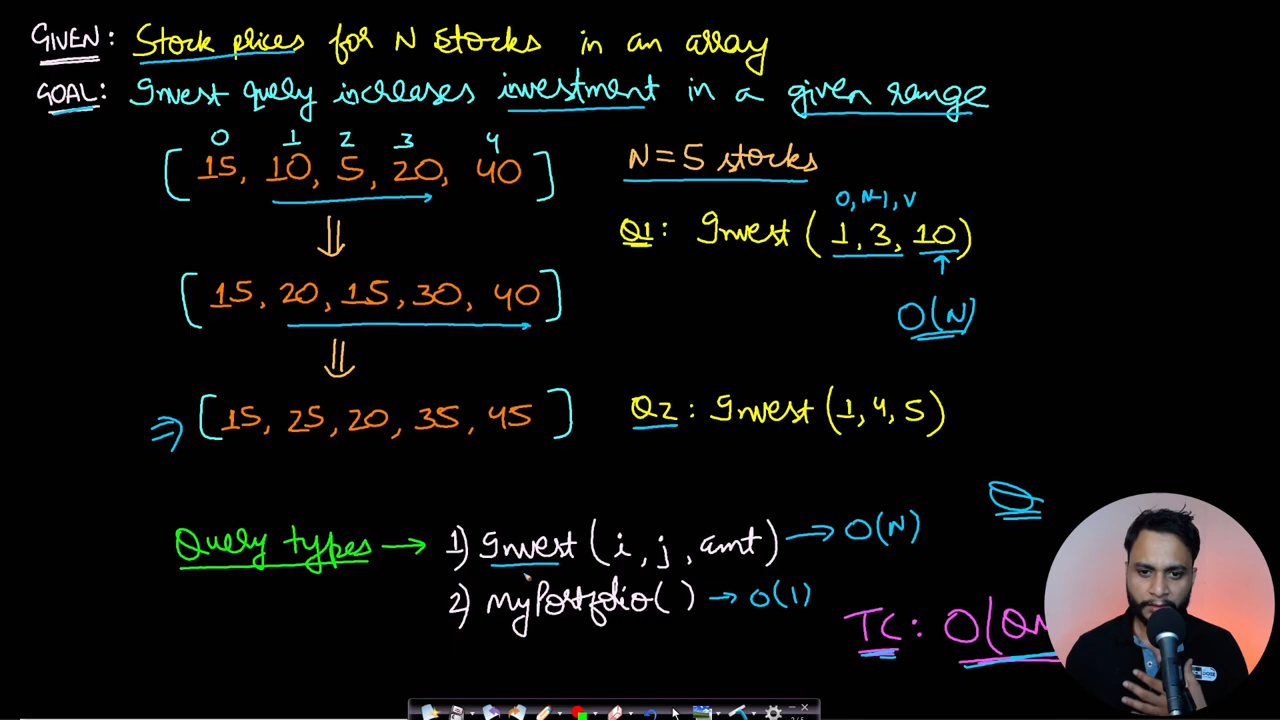 GIVEN: Stock prices for N stocks in an array
GOAL: Invest query increases investment in a given range
0 1 2 3 4
[15, 10, 5, 20, 40]
N=5 stocks
0, N-1, v
Q1: Invest (1, 3, 10)
⇓
↑
[15, 20, 15, 30, 40]
O(N)
⇓
⇒ [15, 25, 20, 35, 45]
Q2: Invest (1, 4, 5)
Query types → 1) Invest (i, j, amt) → O(N)
2) myPortfolio() → O(1)
TC: O(QN